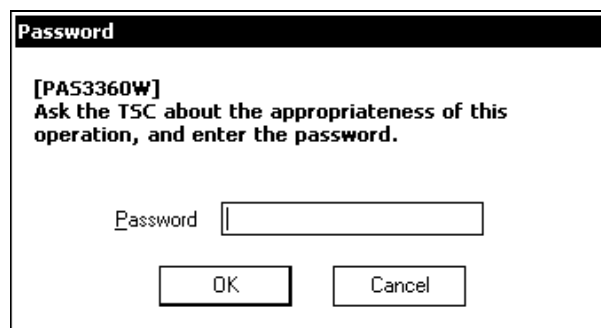 Password
[PAS3360W]
Ask the TSC about the appropriateness of this
operation, and enter the password.
Password
OK Cancel